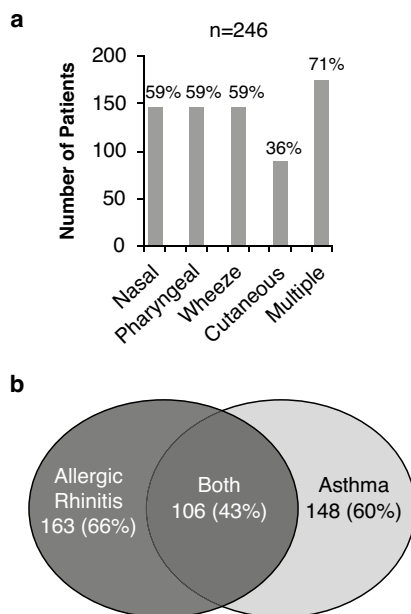 a
n=246
Number of Patients
200
150
100
50
0
59%
59%
59%
36%
71%
Nasal
Pharyngeal
Wheeze
Cutaneous
Multiple
b
Allergic
Rhinitis
163 (66%)
Both
106 (43%)
Asthma
148 (60%)